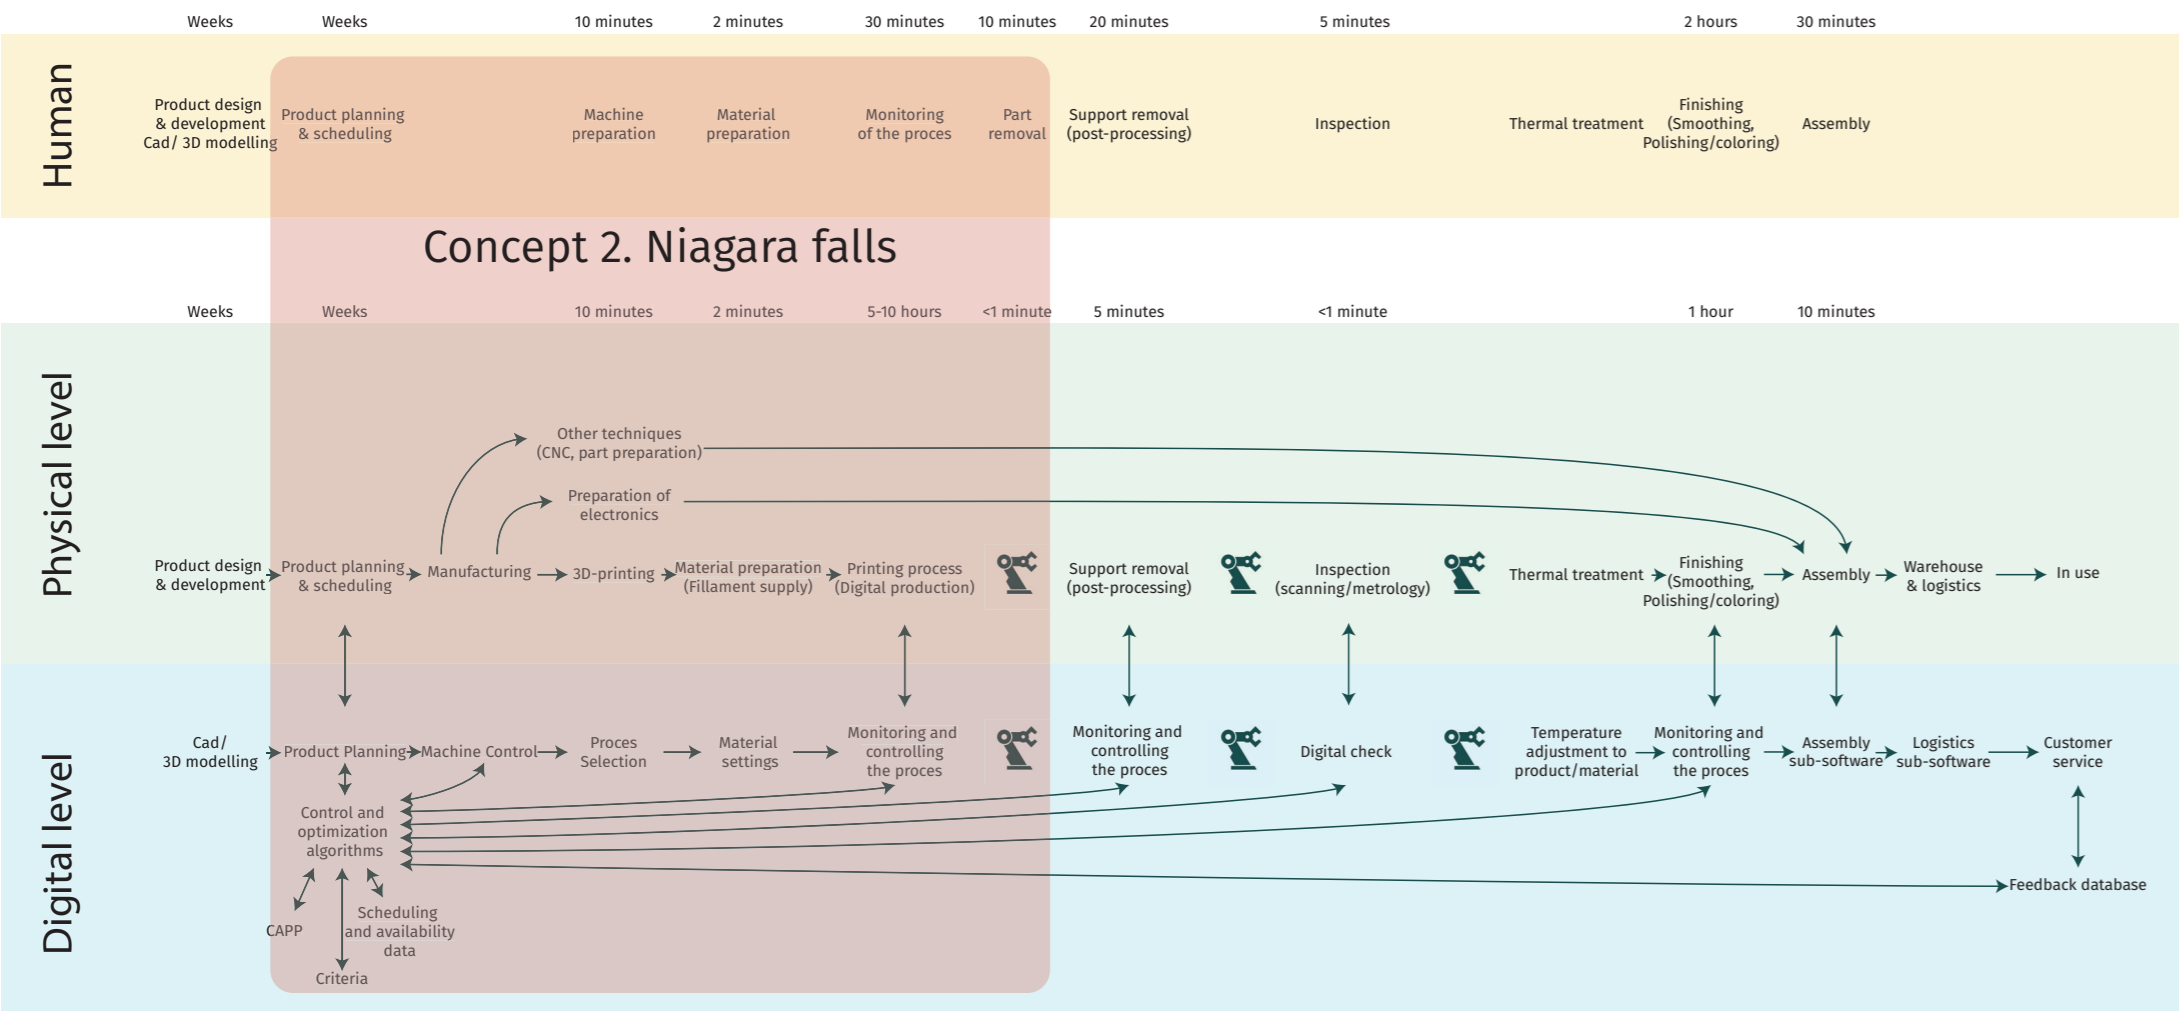 Weeks
Weeks
10 minutes
2 minutes
30 minutes
10 minutes
20 minutes
5 minutes
2 hours
30 minutes
Human
Product design
& development
Cad/ 3D modelling
Product planning
& scheduling
Machine
preparation
Material
preparation
Monitoring
of the proces
Part
removal
Support removal
(post-processing)
Inspection
Thermal treatment
Finishing
(Smoothing,
Polishing/coloring)
Assembly
Concept 2. Niagara falls
Weeks
Weeks
10 minutes
2 minutes
5-10 hours
<1 minute
5 minutes
<1 minute
1 hour
10 minutes
Physical level
Other techniques
(CNC, part preparation)
Preparation of
electronics
Product design
& development
Product planning
& scheduling
Manufacturing
3D-printing
Material preparation
(Fillament supply)
Printing process
(Digital production)
Support removal
(post-processing)
Inspection
(scanning/metrology)
Thermal treatment
Finishing
(Smoothing,
Polishing/coloring)
Assembly
Warehouse
& logistics
In use
Digital level
Cad/
3D modelling
Product Planning
Machine Control
Proces
Selection
Material
settings
Monitoring and
controlling
the proces
Monitoring and
controlling
the proces
Digital check
Temperature
adjustment to
product/material
Monitoring and
controlling
the proces
Assembly
sub-software
Logistics
sub-software
Customer
service
Control and
optimization
algorithms
Feedback database
CAPP
Scheduling
and availability
data
Criteria